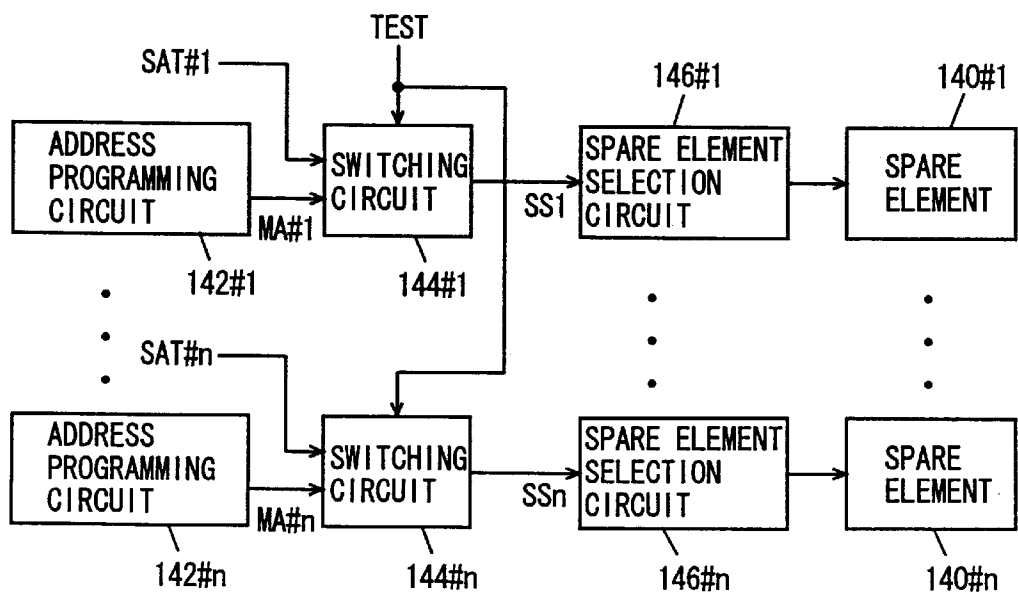 TEST
SAT#1
146#1
140#1
ADDRESS
PROGRAMMING
CIRCUIT
MA#1
SWITCHING
CIRCUIT
SS1
SPARE ELEMENT
SELECTION
CIRCUIT
SPARE
ELEMENT
142#1
144#1
SAT#n
ADDRESS
PROGRAMMING
CIRCUIT
MA#n
SWITCHING
CIRCUIT
SSn
SPARE ELEMENT
SELECTION
CIRCUIT
SPARE
ELEMENT
142#n
144#n
146#n
140#n